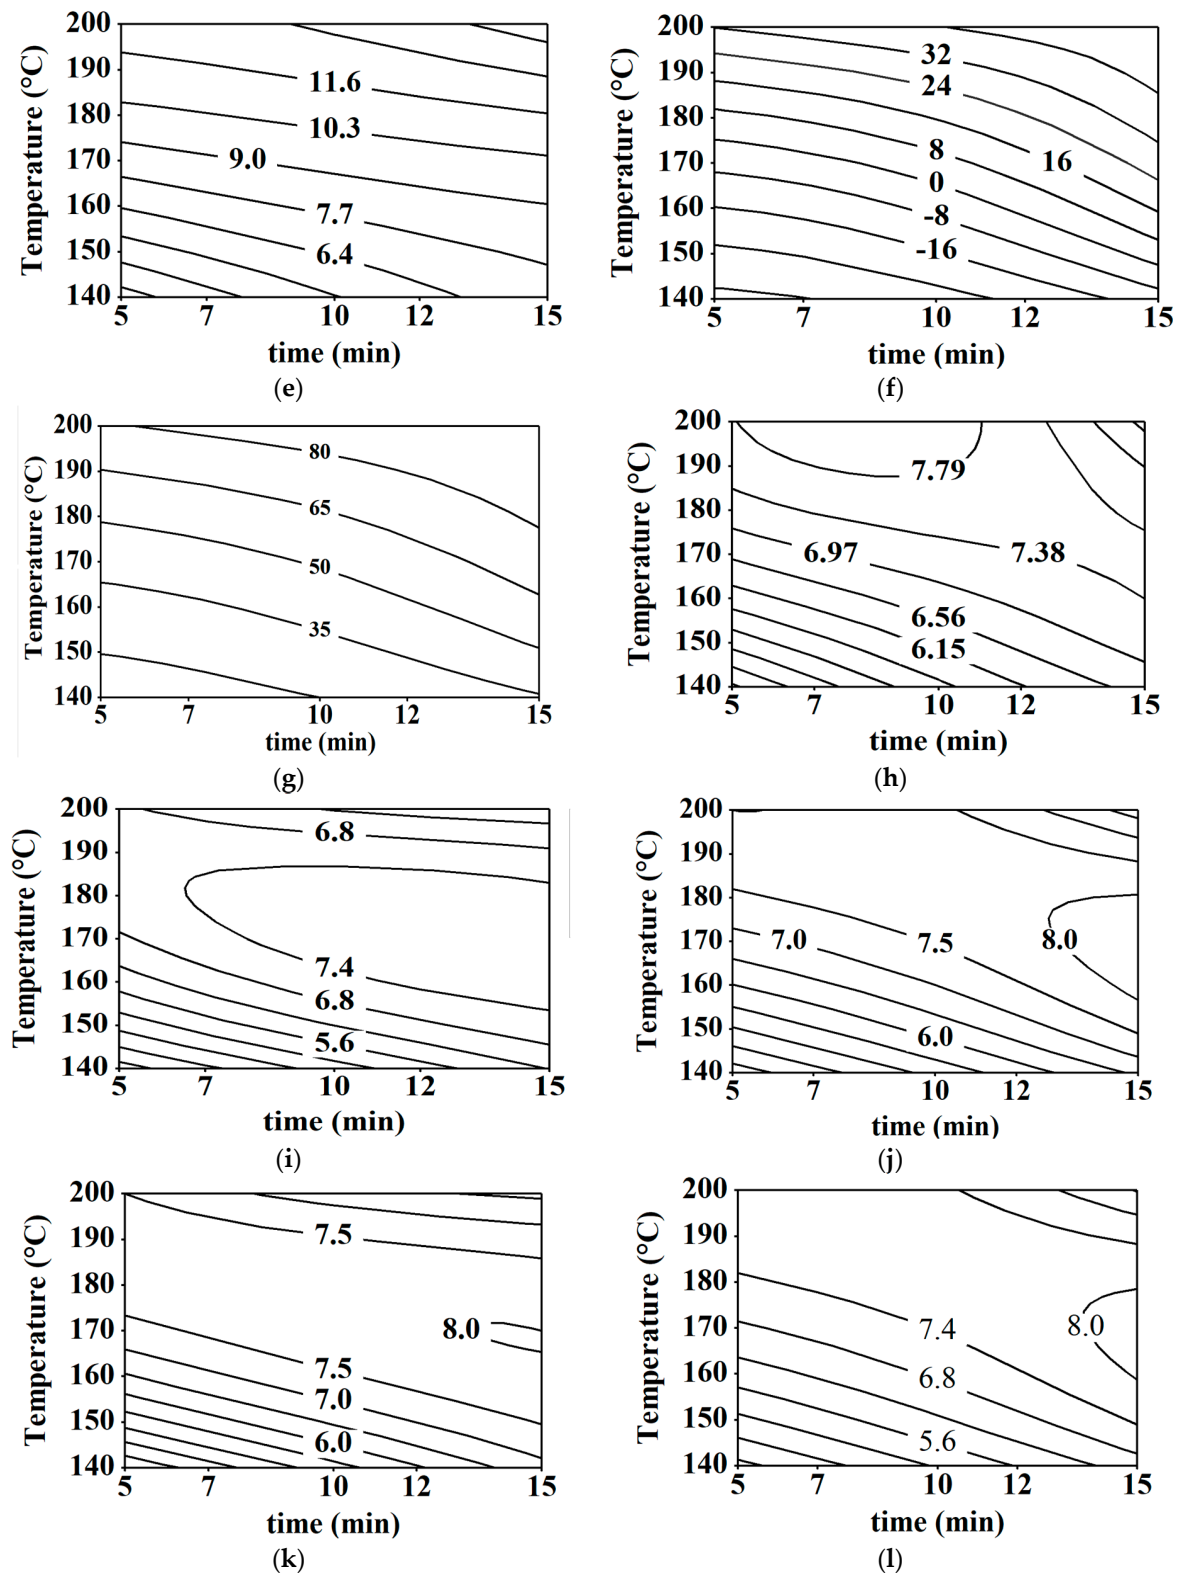 200
190
180
170
160
150
140
Temperature (°C)
11.6
10.3
9.0
7.7
6.4
5 7 10 12 15
time (min)
(e)
200
190
180
170
160
150
140
Temperature (°C)
32
24
16
8
0
-8
-16
5 7 10 12 15
time (min)
(f)
200
190
180
170
160
150
140
Temperature (°C)
80
65
50
35
5 7 10 12 15
time (min)
(g)
200
190
180
170
160
150
140
Temperature (°C)
7.79
6.97 7.38
6.56
6.15
5 7 10 12 15
time (min)
(h)
200
190
180
170
160
150
140
Temperature (°C)
6.8
7.4
6.8
5.6
5 7 10 12 15
time (min)
(i)
200
190
180
170
160
150
140
Temperature (°C)
7.0 7.5 8.0
6.0
5 7 10 12 15
time (min)
(j)
200
190
180
170
160
150
140
Temperature (°C)
7.5
8.0
7.5
7.0
6.0
5 7 10 12 15
time (min)
(k)
200
190
180
170
160
150
140
Temperature (°C)
7.4 8.0
6.8
5.6
5 7 10 12 15
time (min)
(l)